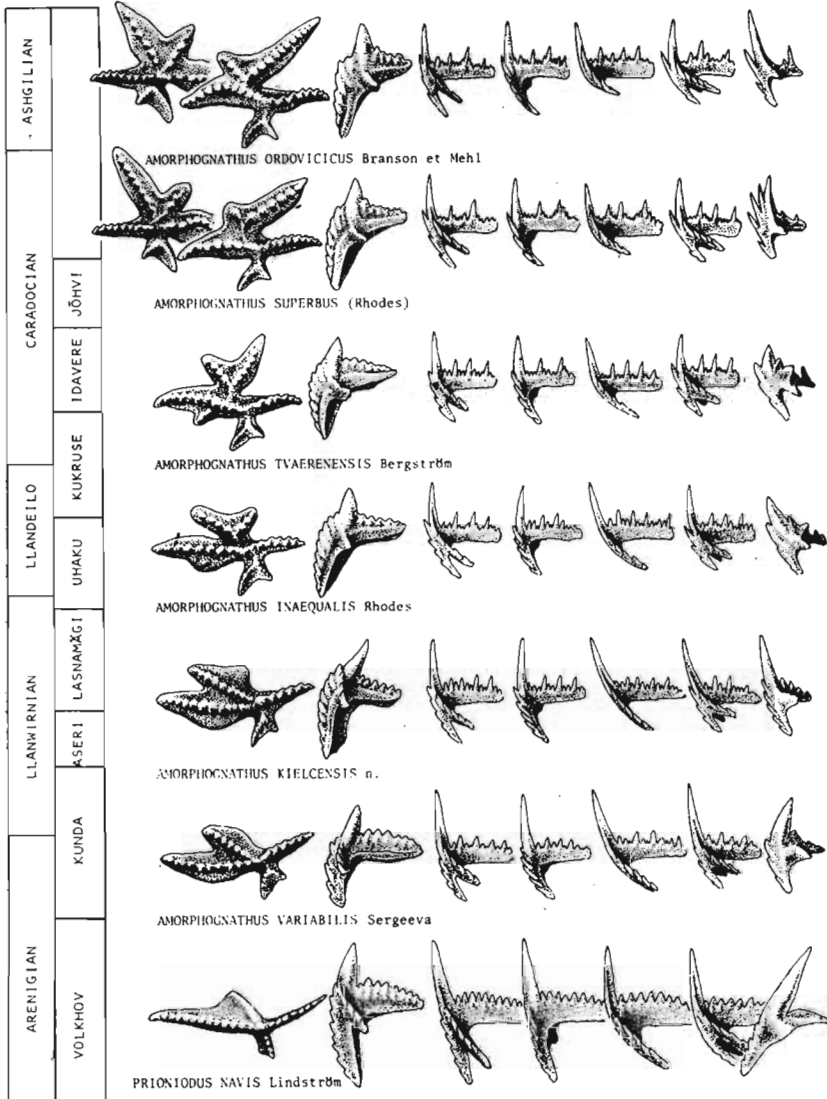 ASHGILIAN
CARADOCIAN
LLANDEILO
LLANWIRNIAN
ARENIGIAN
JÕHVI
IDAVERE
KUKRUSE
UHAKU
LASNAMÄGI
ASERI
KUNDA
VOLKHOV
AMORPHOGNATHUS ORDOVICICUS Branson et Mehl
AMORPHOGNATHUS SUPERBUS (Rhodes)
AMORPHOGNATHUS TVAERENENSIS Bergström
AMORPHOGNATHUS INAEQUALIS Rhodes
AMORPHOGNATHUS KIELCENSIS n.
AMORPHOGNATHUS VARIABILIS Sergeeva
PRIONIODUS NAVIS Lindström